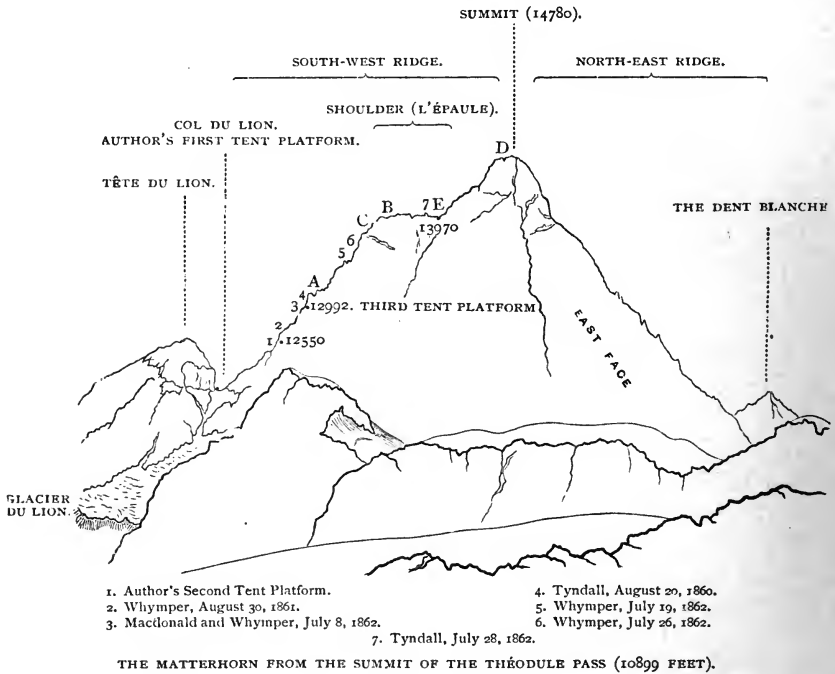 SUMMIT (14780).
SOUTH-WEST RIDGE.
NORTH-EAST RIDGE.
SHOULDER (L'ÉPAULE).
COL DU LION.
AUTHOR'S FIRST TENT PLATFORM.
TÊTE DU LION.
THE DENT BLANCHE
D
C B 7 E
13970
6
5
A
4
3 12992. THIRD TENT PLATFORM
2
1 12550
EAST FACE
GLACIER
DU LION.
1. Author's Second Tent Platform.
2. Whymper, August 30, 1861.
3. Macdonald and Whymper, July 8, 1862.
4. Tyndall, August 20, 1860.
5. Whymper, July 19, 1862.
6. Whymper, July 26, 1862.
7. Tyndall, July 28, 1862.
THE MATTERHORN FROM THE SUMMIT OF THE THÉODULE PASS (10899 FEET).